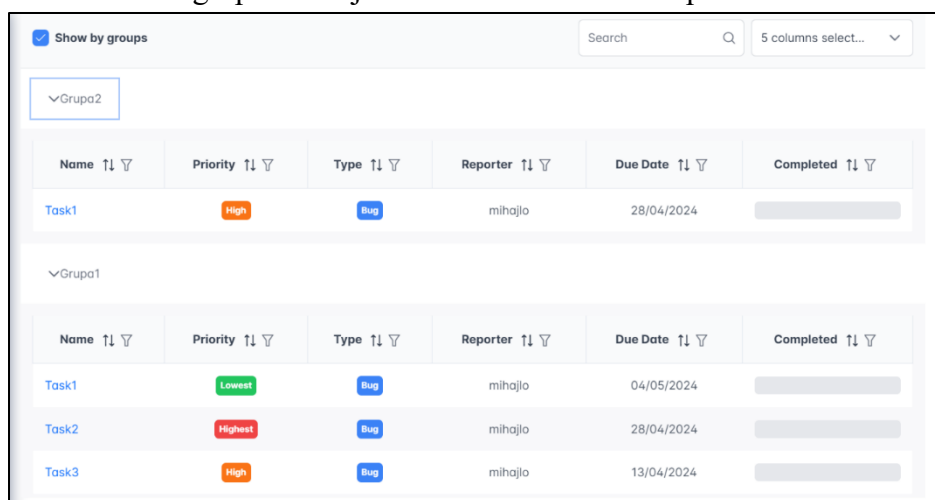 Show by groups Search 5 columns select...
Grupa2
Name Priority Type Reporter Due Date Completed
Task1 High Bug mihajlo 28/04/2024
Grupa1
Name Priority Type Reporter Due Date Completed
Task1 Lowest Bug mihajlo 04/05/2024
Task2 Highest Bug mihajlo 28/04/2024
Task3 High Bug mihajlo 13/04/2024